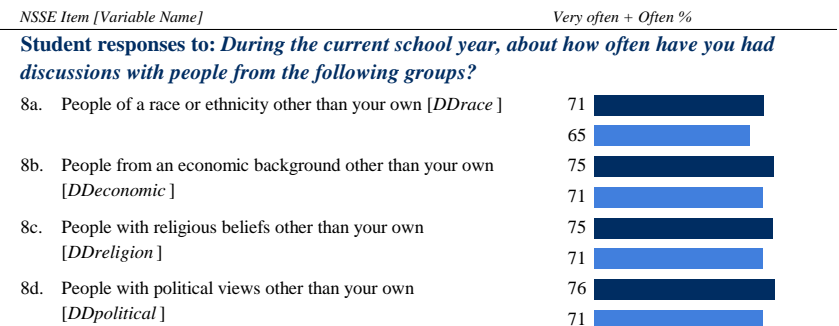 NSSE Item [Variable Name] Very often + Often %
Student responses to: During the current school year, about how often have you had
discussions with people from the following groups?
8a. People of a race or ethnicity other than your own [DDrace ] 71
65
8b. People from an economic background other than your own 75
[DDeconomic ] 71
8c. People with religious beliefs other than your own 75
[DDreligion ] 71
8d. People with political views other than your own 76
[DDpolitical ] 71